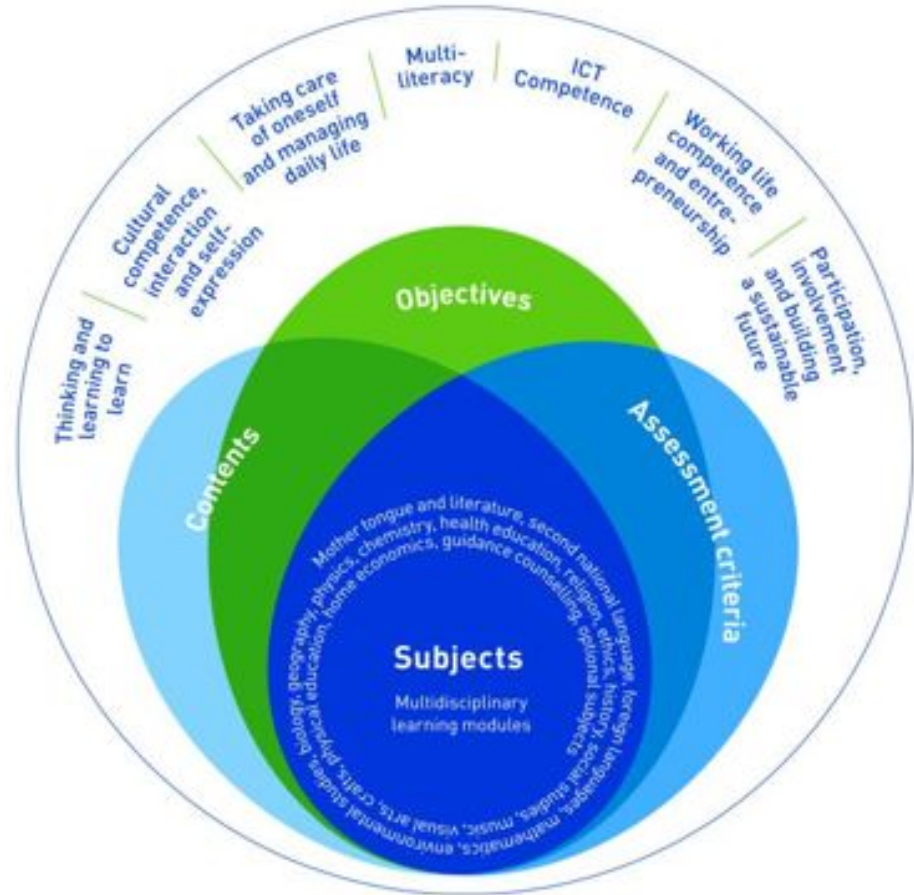 Thinking and
learning to
learn
Cultural
competence,
interaction
and self-
expression
Taking care
of oneself
and managing
daily life
Multi-
literacy
ICT
Competence
Working life
competence
and entre-
preneurship
Participation,
involvement
and building
a sustainable
future
Objectives
Contents
Assessment criteria
Mother tongue and literature, second national language, foreign languages, mathematics, environmental studies, biology, geography, physics, chemistry, health education, religion, ethics, history, social studies, music, visual arts, crafts, physical education, home economics, guidance counselling, optional subjects
Subjects
Multidisciplinary
learning modules